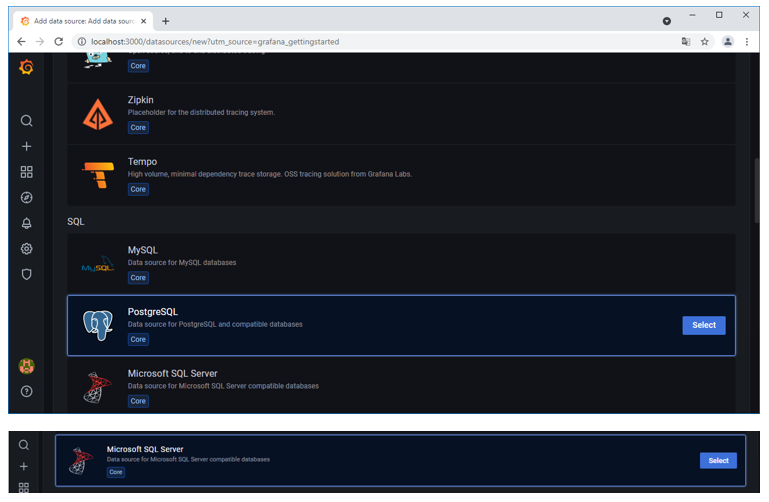 Add data source: Add data sourc
localhost:3000/datasources/new?utm_source=grafana_gettingstarted
Core
Zipkin
Placeholder for the distributed tracing system.
Core
Tempo
High volume, minimal dependency trace storage. OSS tracing solution from Grafana Labs.
Core
SQL
MySQL
MySQL
Data source for MySQL databases
Core
PostgreSQL
Data source for PostgreSQL and compatible databases
Select
Core
Microsoft SQL Server
Data source for Microsoft SQL Server compatible databases
Core
Microsoft SQL Server
Data source for Microsoft SQL Server compatible databases
Select
Core